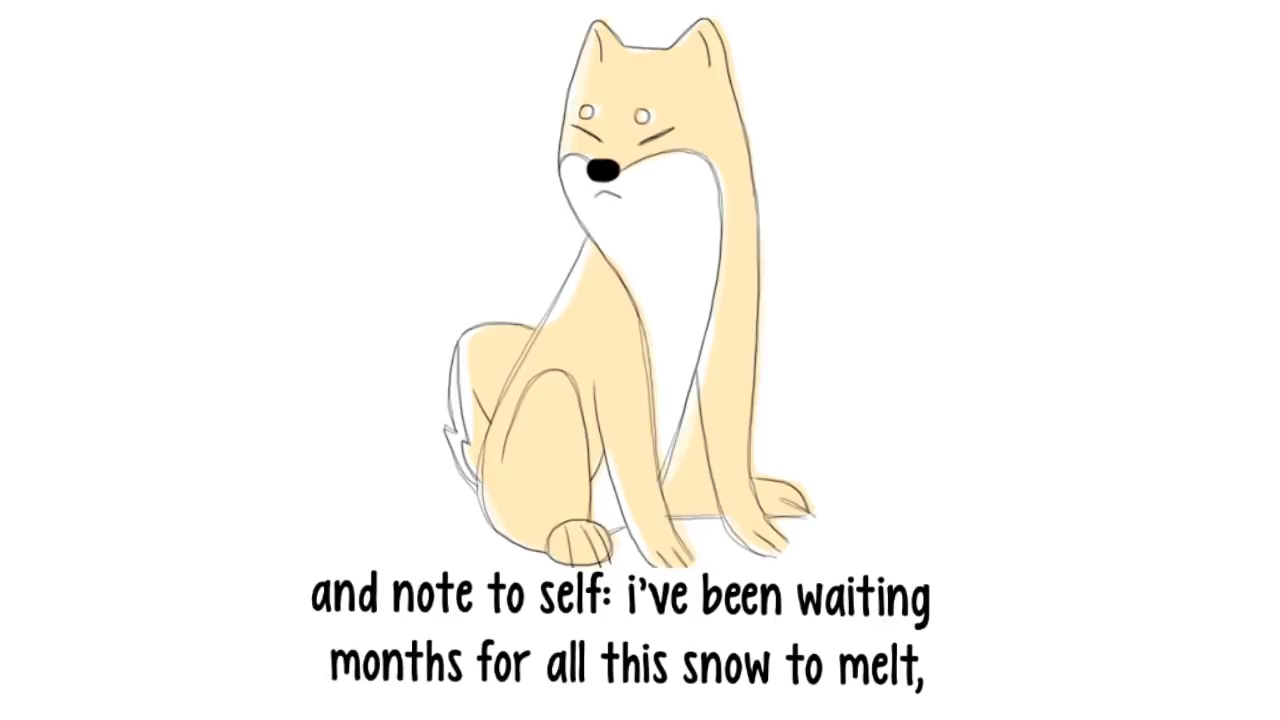 and note to self: i've been waiting
months for all this snow to melt,